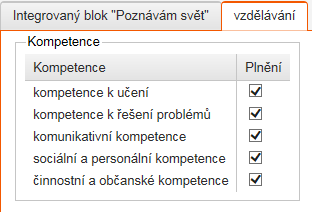 Integrovaný blok "Poznávám svět" vzdělávání
Kompetence
Kompetence Plnění
kompetence k učení
kompetence k řešení problémů
komunikativní kompetence
sociální a personální kompetence
činnostní a občanské kompetence